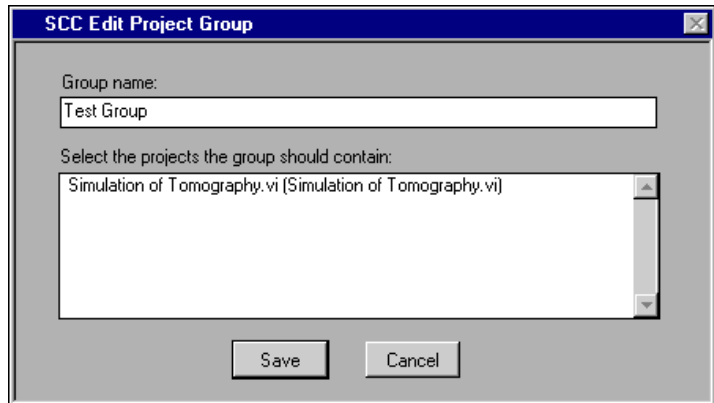 SCC Edit Project Group
Group name:
Test Group
Select the projects the group should contain:
Simulation of Tomography.vi (Simulation of Tomography.vi)
Save Cancel